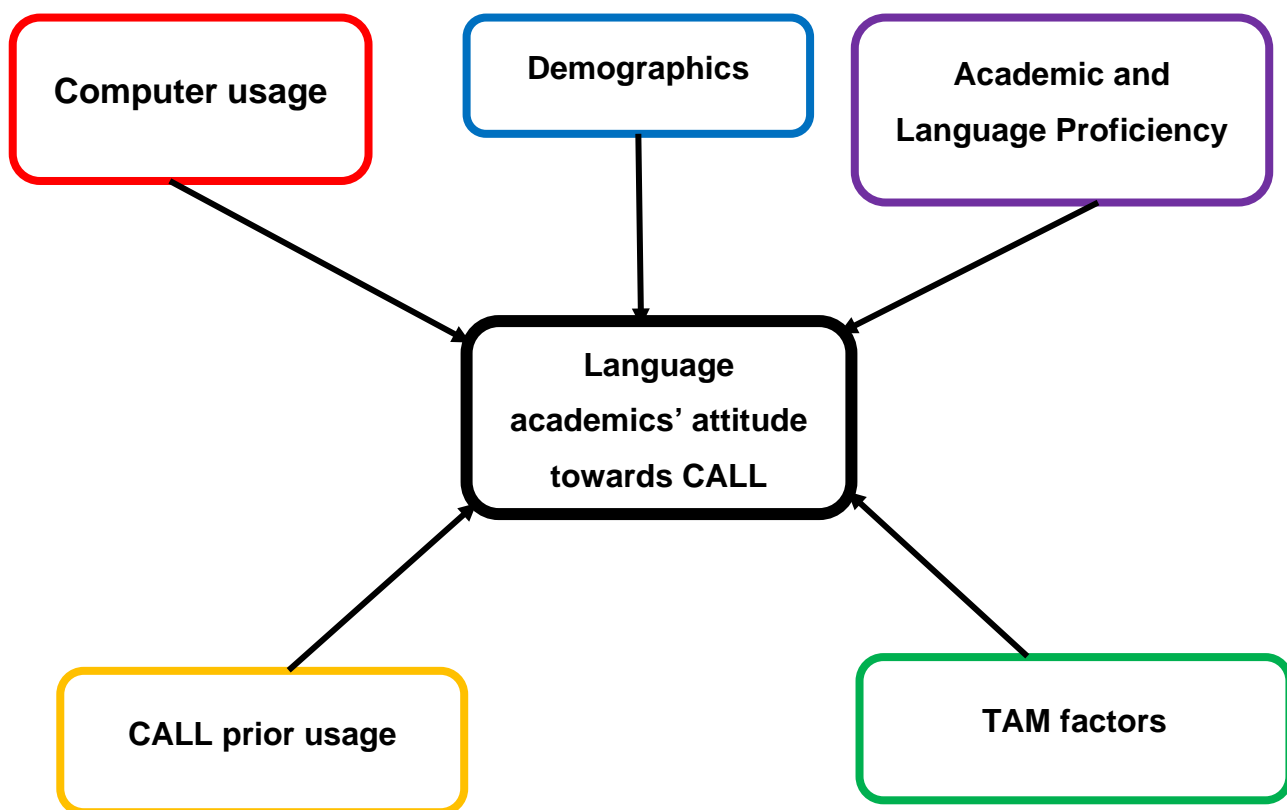 Computer usage
Demographics
Academic and
Language Proficiency
Language
academics’ attitude
towards CALL
CALL prior usage
TAM factors